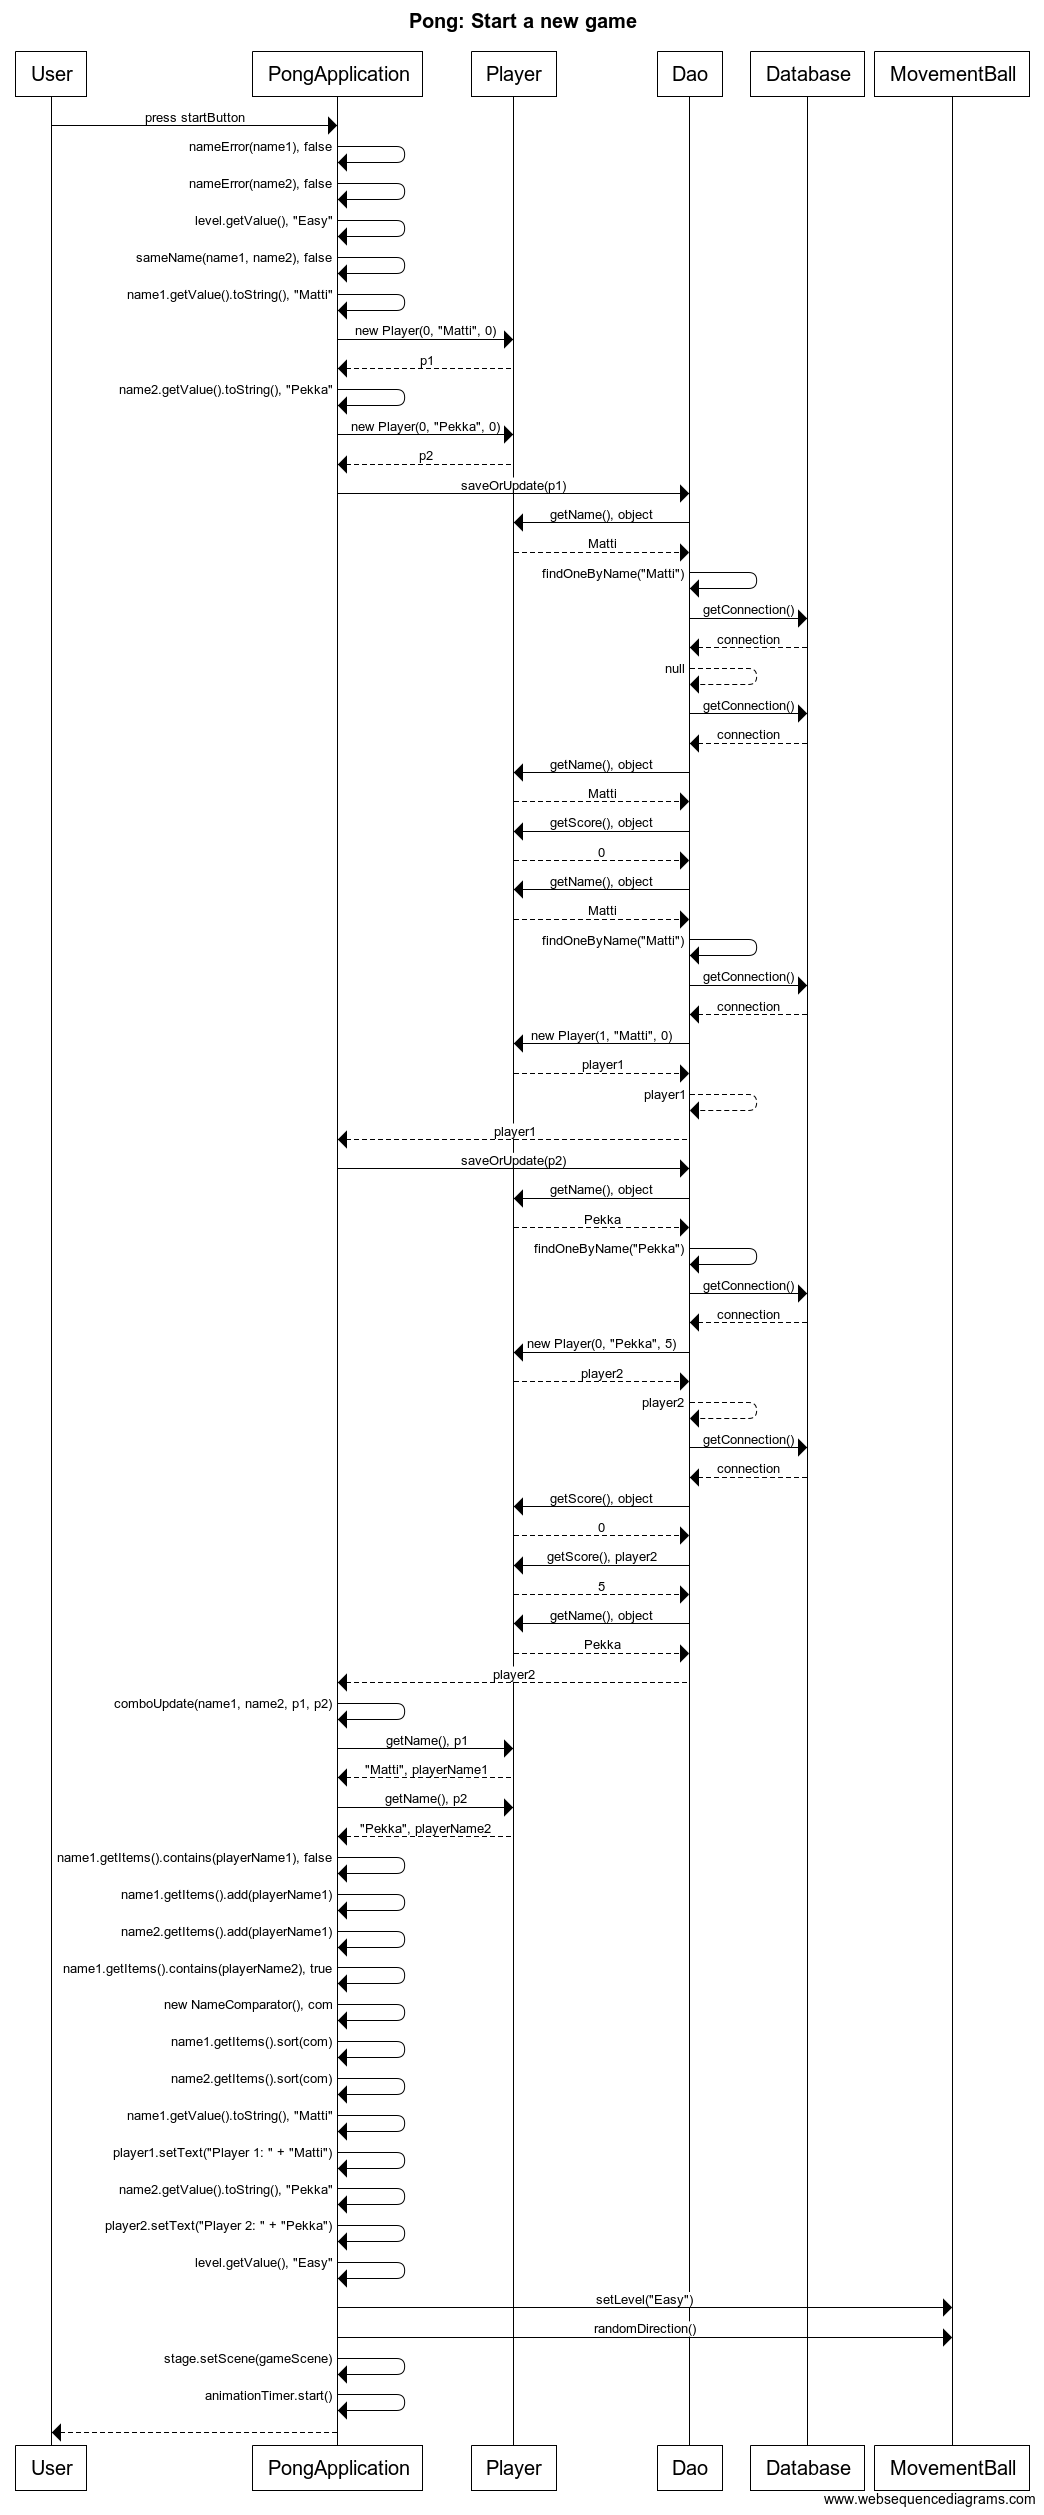 Pong: Start a new game
User PongApplication Player Dao Database MovementBall
press startButton
nameError(name1), false
nameError(name2), false
level.getValue(), "Easy"
sameName(name1, name2), false
name1.getValue().toString(), "Matti"
new Player(0, "Matti", 0)
p1
name2.getValue().toString(), "Pekka"
new Player(0, "Pekka", 0)
p2
saveOrUpdate(p1)
getName(), object
Matti
findOneByName("Matti")
getConnection()
connection
null
getConnection()
connection
getName(), object
Matti
getScore(), object
0
getName(), object
Matti
findOneByName("Matti")
getConnection()
connection
new Player(1, "Matti", 0)
player1
player1
player1
saveOrUpdate(p2)
getName(), object
Pekka
findOneByName("Pekka")
getConnection()
connection
new Player(0, "Pekka", 5)
player2
player2
getConnection()
connection
getScore(), object
0
getScore(), player2
5
getName(), object
Pekka
player2
comboUpdate(name1, name2, p1, p2)
getName(), p1
"Matti", playerName1
getName(), p2
"Pekka", playerName2
name1.getItems().contains(playerName1), false
name1.getItems().add(playerName1)
name2.getItems().add(playerName1)
name1.getItems().contains(playerName2), true
new NameComparator(), com
name1.getItems().sort(com)
name2.getItems().sort(com)
name1.getValue().toString(), "Matti"
player1.setText("Player 1: " + "Matti")
name2.getValue().toString(), "Pekka"
player2.setText("Player 2: " + "Pekka")
level.getValue(), "Easy"
setLevel("Easy")
randomDirection()
stage.setScene(gameScene)
animationTimer.start()
User PongApplication Player Dao Database MovementBall
www.websequencediagrams.com